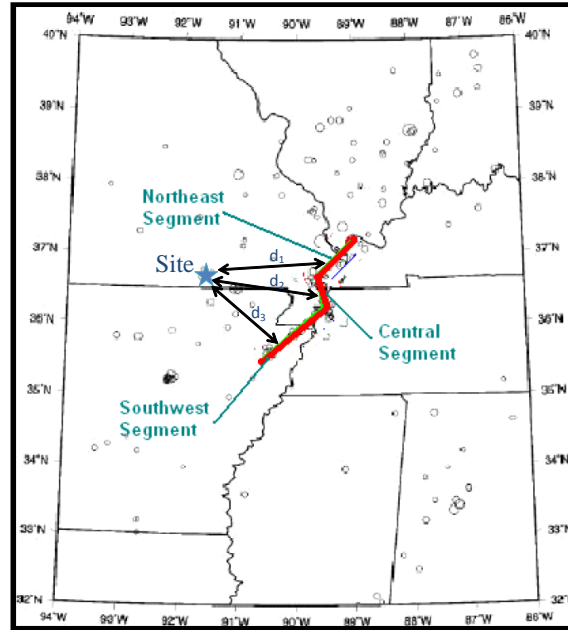 94°W 93°W 92°W 91°W 90°W 89°W 88°W 87°W 86°W
40°N 40°N
39°N 39°N
38°N 38°N
Northeast
Segment
37°N 37°N
d₁
Site
d₂
36°N 36°N
d₃
Central
Segment
35°N 35°N
Southwest
Segment
34°N 34°N
33°N 33°N
32°N 32°N
94°W 93°W 92°W 91°W 90°W 89°W 88°W 87°W 86°W